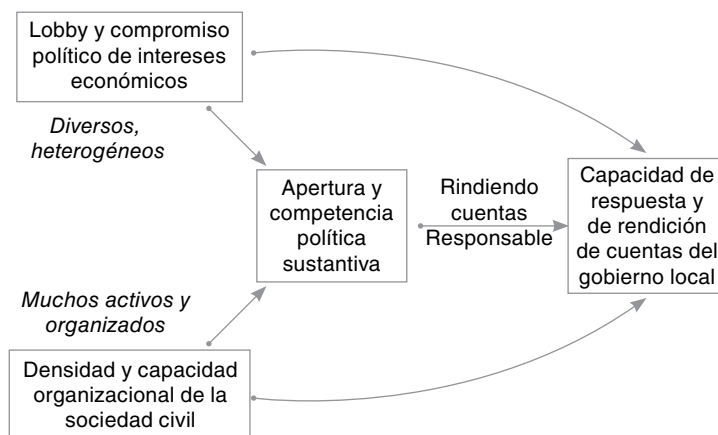 Lobby y compromiso
político de intereses
económicos
Diversos,
heterogéneos
Apertura y
competencia
política
sustantiva
Rindiendo
cuentas
Responsable
Capacidad de
respuesta y
de rendición
de cuentas del
gobierno local
Muchos activos y
organizados
Densidad y capacidad
organizacional de la
sociedad civil